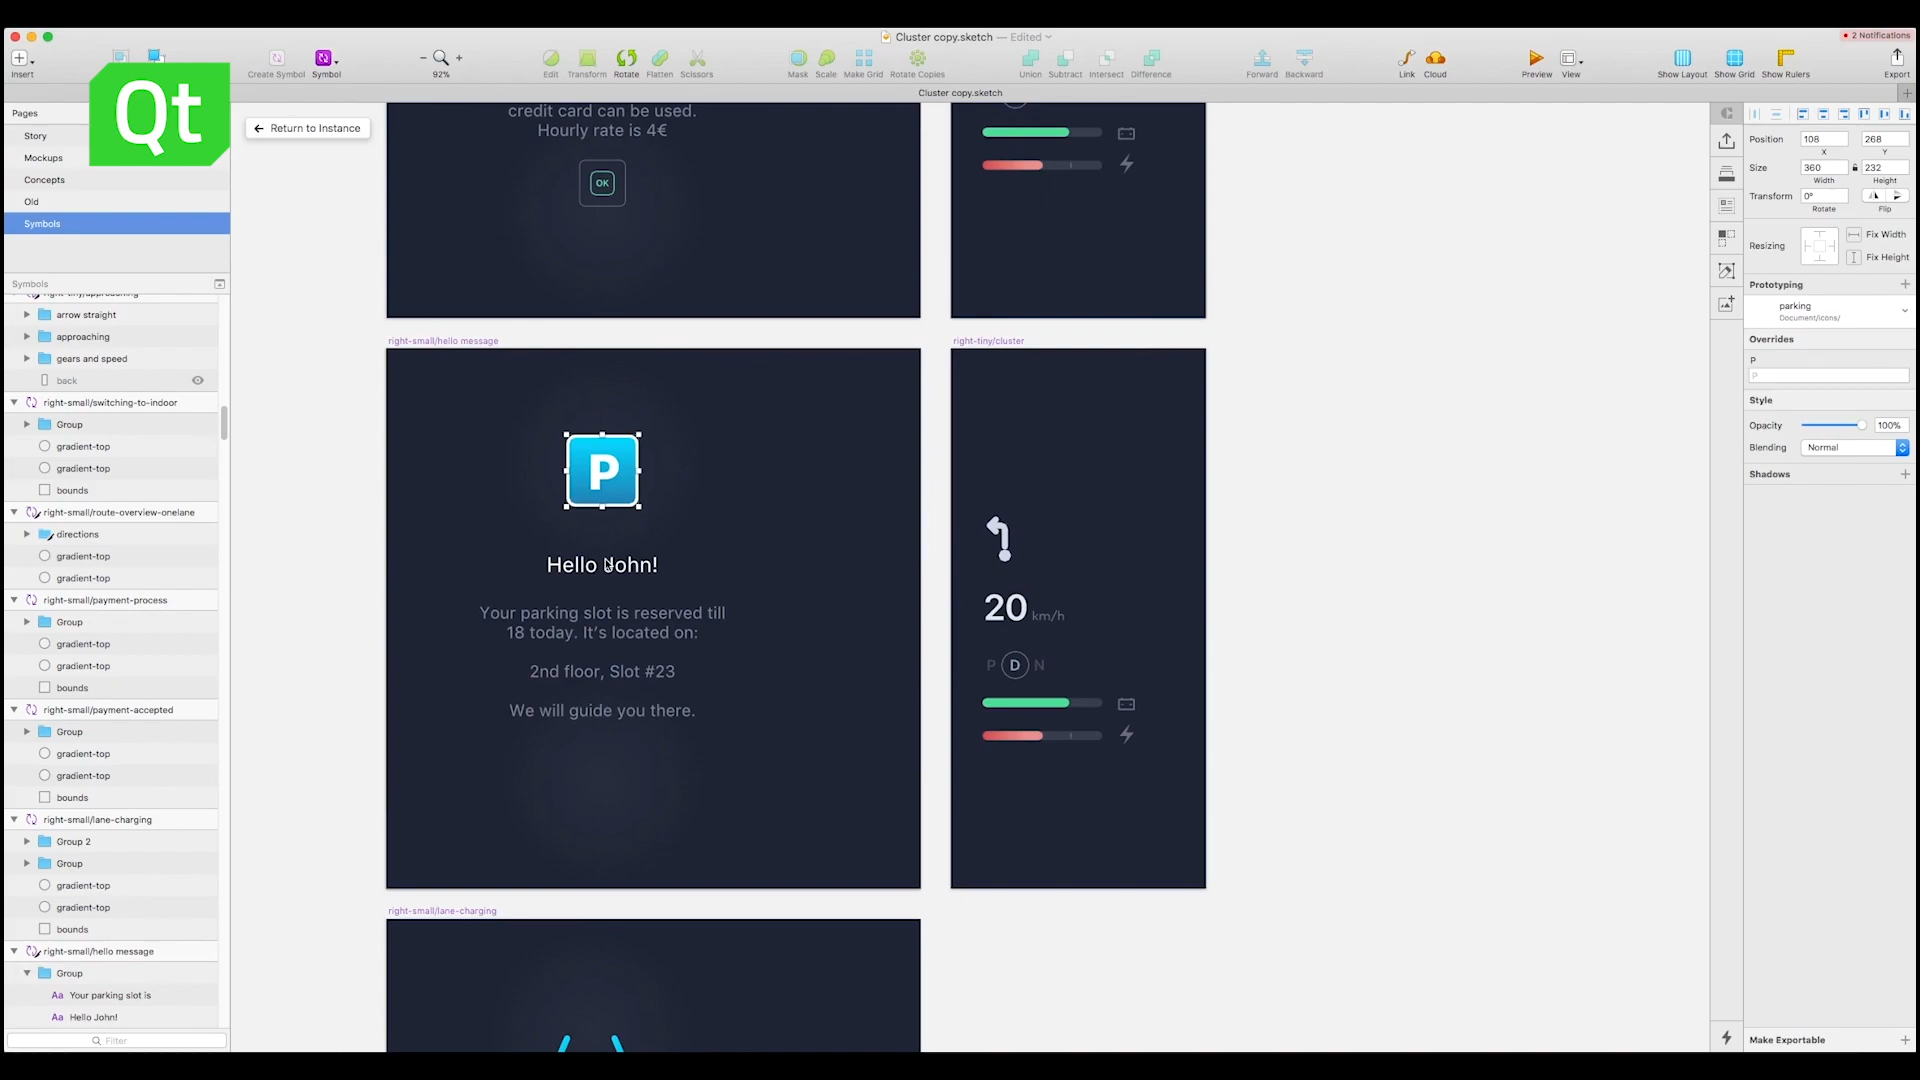 Cluster copy.sketch — Edited
2 Notifications
Insert
Create Symbol
Symbol
92%
Edit
Transform
Rotate
Flatten
Scissors
Mask
Scale
Make Grid
Rotate Copies
Union
Subtract
Intersect
Difference
Forward
Backward
Link
Cloud
Preview
View
Show Layout
Show Grid
Show Rulers
Export
Cluster copy.sketch
Qt
Pages
Story
Mockups
Concepts
Old
Symbols
Symbols
right-tiny/approaching
arrow straight
approaching
gears and speed
back
right-small/switching-to-indoor
Group
gradient-top
gradient-top
bounds
right-small/route-overview-onelane
directions
gradient-top
gradient-top
right-small/payment-process
Group
gradient-top
gradient-top
bounds
right-small/payment-accepted
Group
gradient-top
gradient-top
bounds
right-small/lane-charging
Group 2
Group
gradient-top
gradient-top
bounds
right-small/hello message
Group
Aa Your parking slot is
Aa Hello John!
Filter
Return to Instance
credit card can be used.
Hourly rate is 4€
OK
right-small/hello message
P
Hello John!
Your parking slot is reserved till
18 today. It's located on:
2nd floor, Slot #23
We will guide you there.
right-tiny/cluster
20 km/h
P D N
right-small/lane-charging
Position
108
268
X
Y
Size
360
232
Width
Height
Transform
0°
Rotate
Flip
Resizing
Fix Width
Fix Height
Prototyping
parking
Document/icons/
Overrides
P
P
Style
Opacity
100%
Blending
Normal
Shadows
Make Exportable